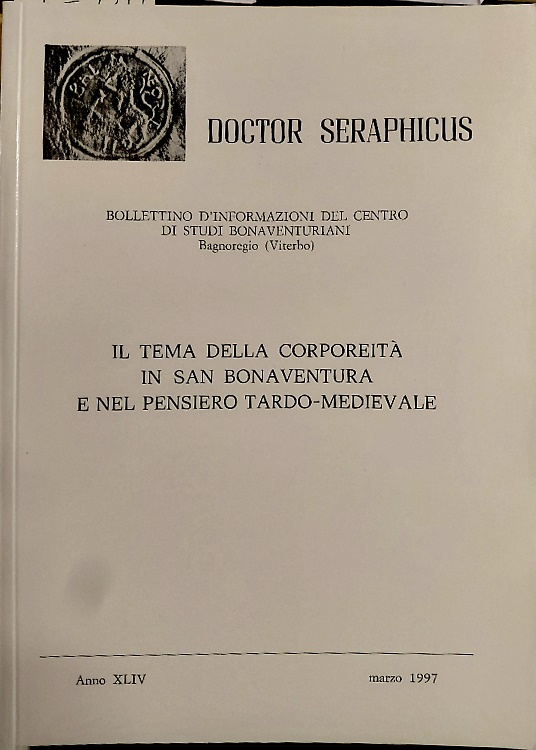 DOCTOR SERAPHICUS
BOLLETTINO D'INFORMAZIONI DEL CENTRO
DI STUDI BONAVENTURIANI
Bagnoregio (Viterbo)
IL TEMA DELLA CORPOREITÀ
IN SAN BONAVENTURA
E NEL PENSIERO TARDO-MEDIEVALE
Anno XLIV
marzo 1997